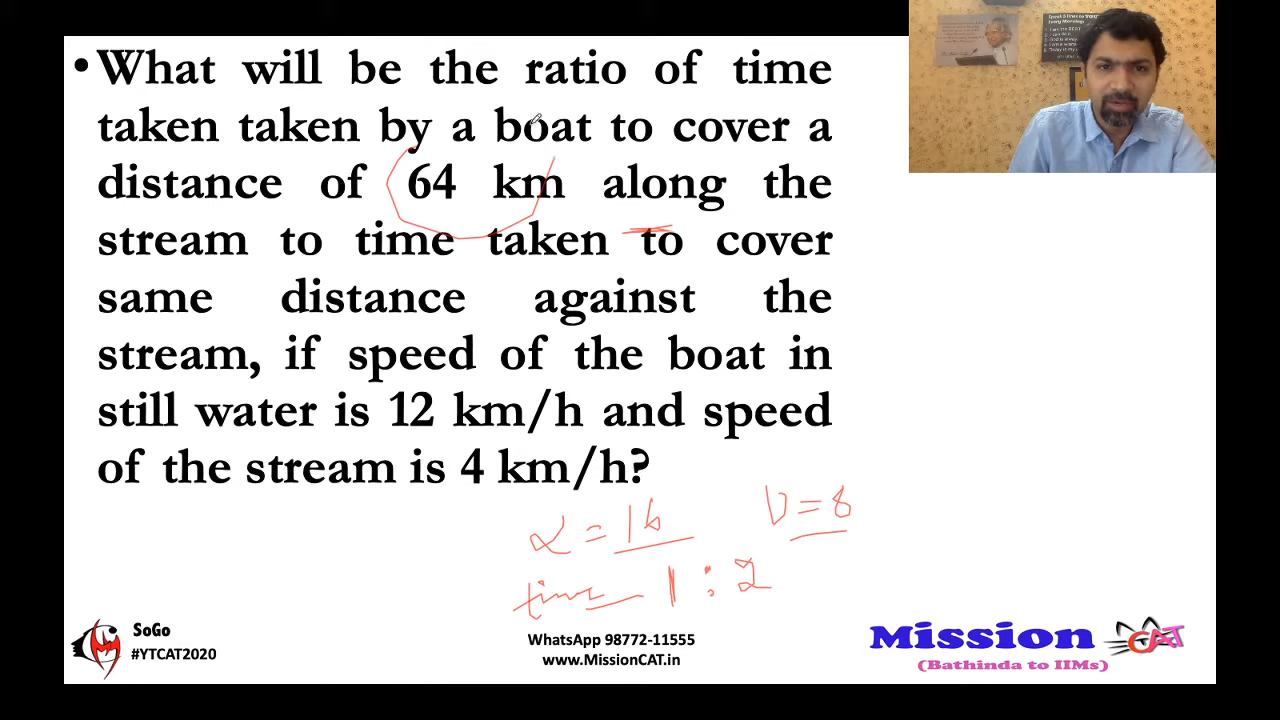 •What will be the ratio of time
taken taken by a boat to cover a
distance of 64 km along the
stream to time taken to cover
same distance against the
stream, if speed of the boat in
still water is 12 km/h and speed
of the stream is 4 km/h?
= 16
= 8
time 1 : 2
SoGo
#YTCAT2020
WhatsApp 98772-11555
www.MissionCAT.in
Mission CAT
(Bathinda to IIMs)